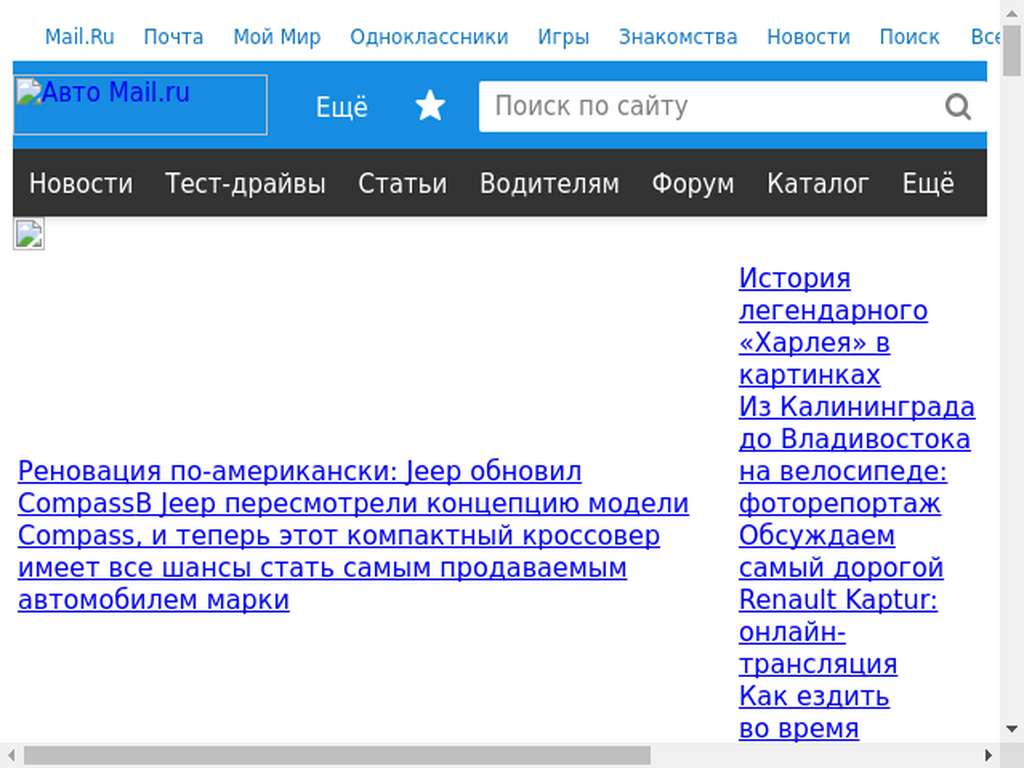 Mail.Ru Почта Мой Мир Одноклассники Игры Знакомства Новости Поиск Все
Авто Mail.ru Ещё Поиск по сайту
Новости Тест-драйвы Статьи Водителям Форум Каталог Ещё
История
легендарного
«Харлея» в
картинках
Из Калининграда
до Владивостока
на велосипеде:
фоторепортаж
Обсуждаем
самый дорогой
Renault Kaptur:
онлайн-
трансляция
Как ездить
во время
Реновация по-американски: Jeep обновил
CompassВ Jeep пересмотрели концепцию модели
Compass, и теперь этот компактный кроссовер
имеет все шансы стать самым продаваемым
автомобилем марки